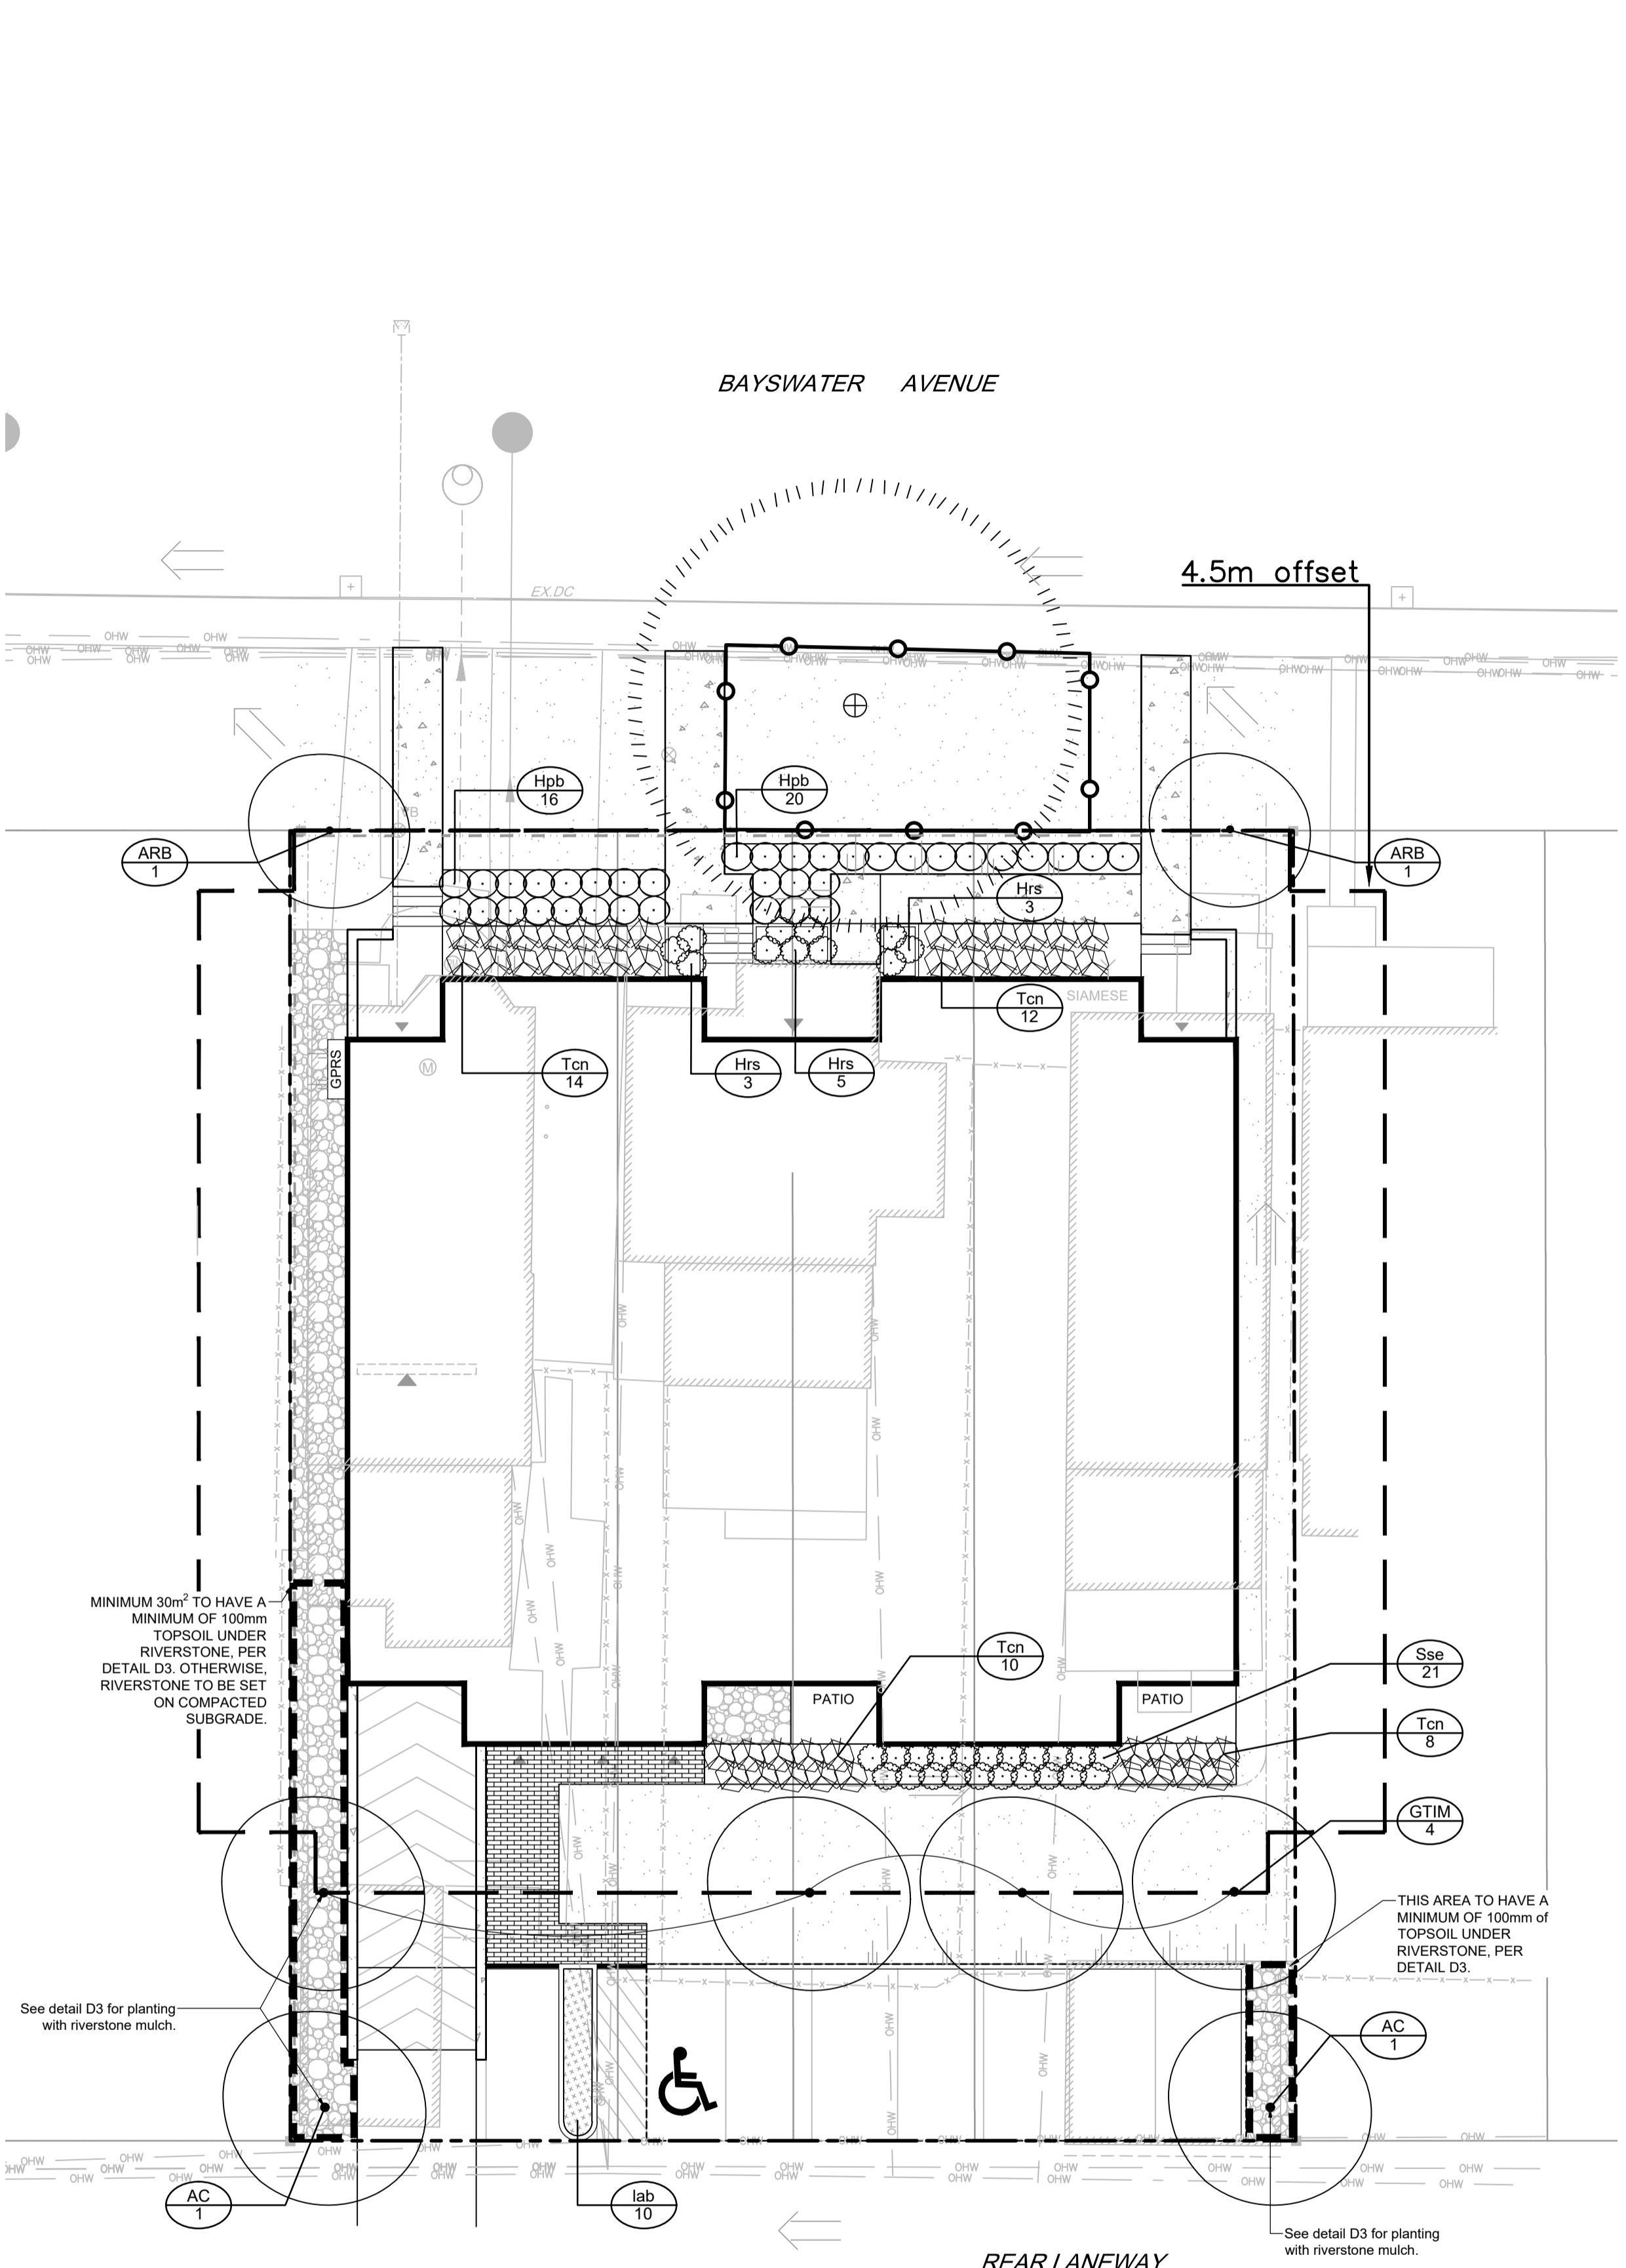 BAYSWATER AVENUE
4.5m offset
EX.DC
OHW
Hpb
16
Hpb
20
ARB
1
ARB
1
Hrs
3
Tcn
12
SIAMESE
Tcn
14
Hrs
3
Hrs
5
GPRS
M
MINIMUM 30m² TO HAVE A
MINIMUM OF 100mm
TOPSOIL UNDER
RIVERSTONE, PER
DETAIL D3. OTHERWISE,
RIVERSTONE TO BE SET
ON COMPACTED
SUBGRADE.
Tcn
10
Sse
21
PATIO
PATIO
Tcn
8
GTIM
4
THIS AREA TO HAVE A
MINIMUM OF 100mm of
TOPSOIL UNDER
RIVERSTONE, PER
DETAIL D3.
See detail D3 for planting
with riverstone mulch.
AC
1
AC
1
Iab
10
See detail D3 for planting
with riverstone mulch.
REAR LANEWAY